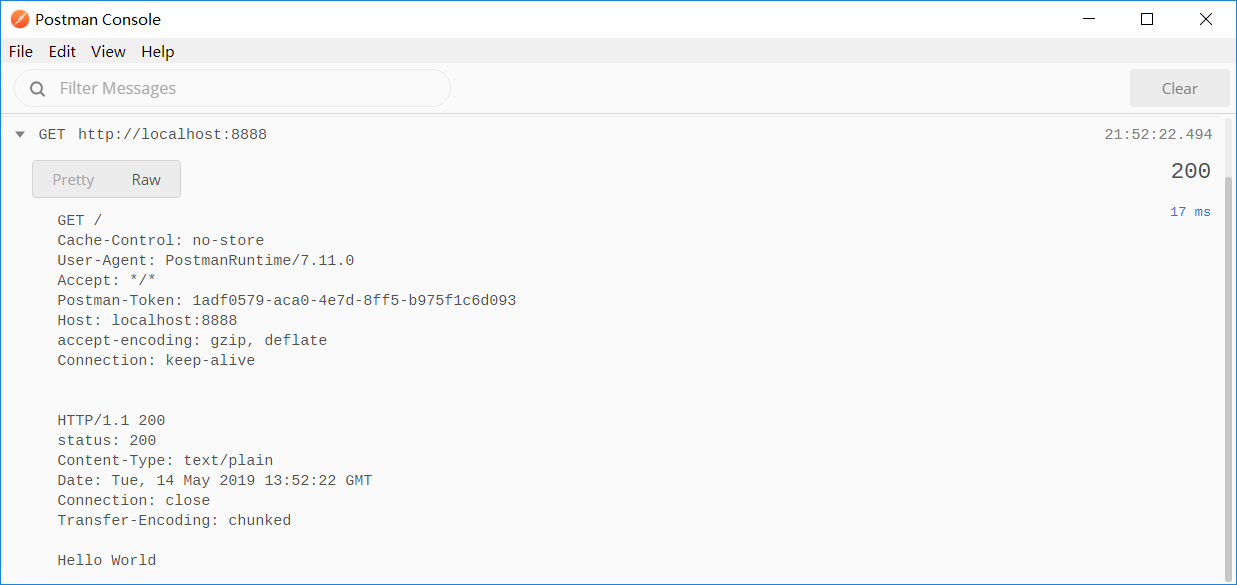 Postman Console
File Edit View Help
Filter Messages Clear
GET http://localhost:8888 21:52:22.494
Pretty Raw 200
17 ms
GET /
Cache-Control: no-store
User-Agent: PostmanRuntime/7.11.0
Accept: */*
Postman-Token: 1adf0579-aca0-4e7d-8ff5-b975f1c6d093
Host: localhost:8888
accept-encoding: gzip, deflate
Connection: keep-alive
HTTP/1.1 200
status: 200
Content-Type: text/plain
Date: Tue, 14 May 2019 13:52:22 GMT
Connection: close
Transfer-Encoding: chunked
Hello World